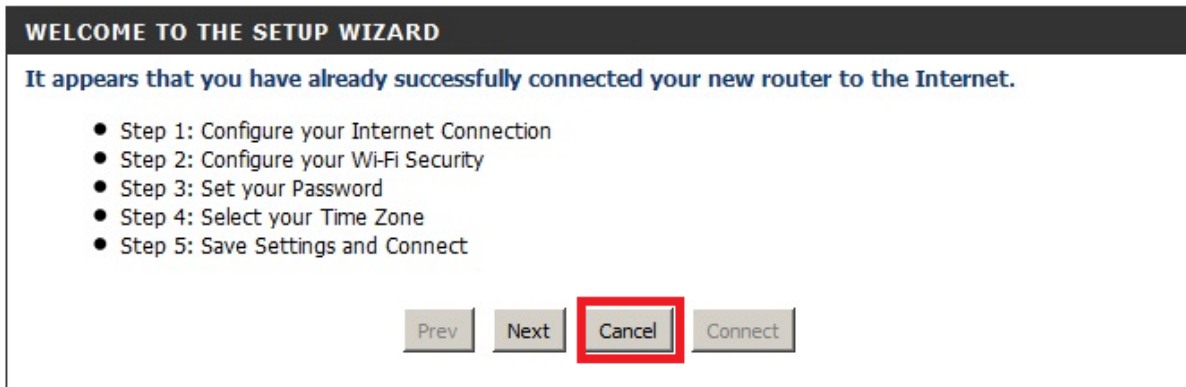 WELCOME TO THE SETUP WIZARD
It appears that you have already successfully connected your new router to the Internet.
Step 1: Configure your Internet Connection
Step 2: Configure your Wi-Fi Security
Step 3: Set your Password
Step 4: Select your Time Zone
Step 5: Save Settings and Connect
Prev Next Cancel Connect